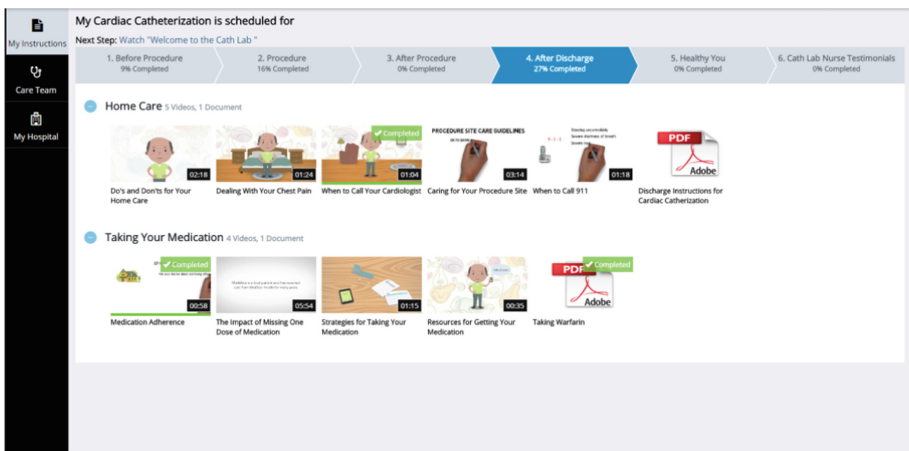 My Cardiac Catheterization is scheduled for
Next Step: Watch "Welcome to the Cath Lab "
My Instructions
Care Team
My Hospital
1. Before Procedure
9% Completed
2. Procedure
16% Completed
3. After Procedure
0% Completed
4. After Discharge
27% Completed
5. Healthy You
0% Completed
6. Cath Lab Nurse Testimonials
0% Completed
Home Care 5 Videos, 1 Document
02:18
01:24
Completed
01:04
PROCEDURE SITE CARE GUIDELINES
03:14
01:18
PDF
Adobe
Do's and Don'ts for Your
Home Care
Dealing With Your Chest Pain
When to Call Your Cardiologist
Caring for Your Procedure Site
When to Call 911
Discharge Instructions for
Cardiac Catherization
Taking Your Medication 4 Videos, 1 Document
Completed
00:58
05:54
01:15
00:35
PDF
Completed
Adobe
Medication Adherence
The Impact of Missing One
Dose of Medication
Strategies for Taking Your
Medication
Resources for Getting Your
Medication
Taking Warfarin